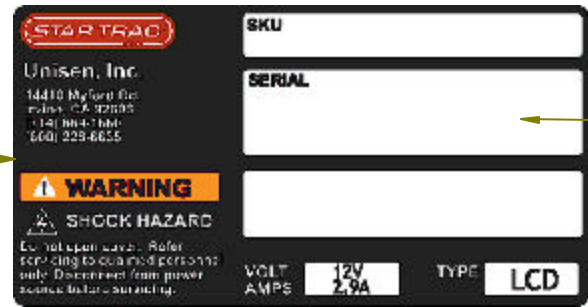 STAR TRAC
Unisen, Inc.
14410 Myford Rd.
Irvine, CA 92606
(714) 669-1660
(800) 228-6635
WARNING
SHOCK HAZARD
Do not open cover. Refer
servicing to qualified personnel
only. Disconnect from power
source before servicing.
SKU
SERIAL
VOLT 12V
AMPS 2.9A
TYPE LCD